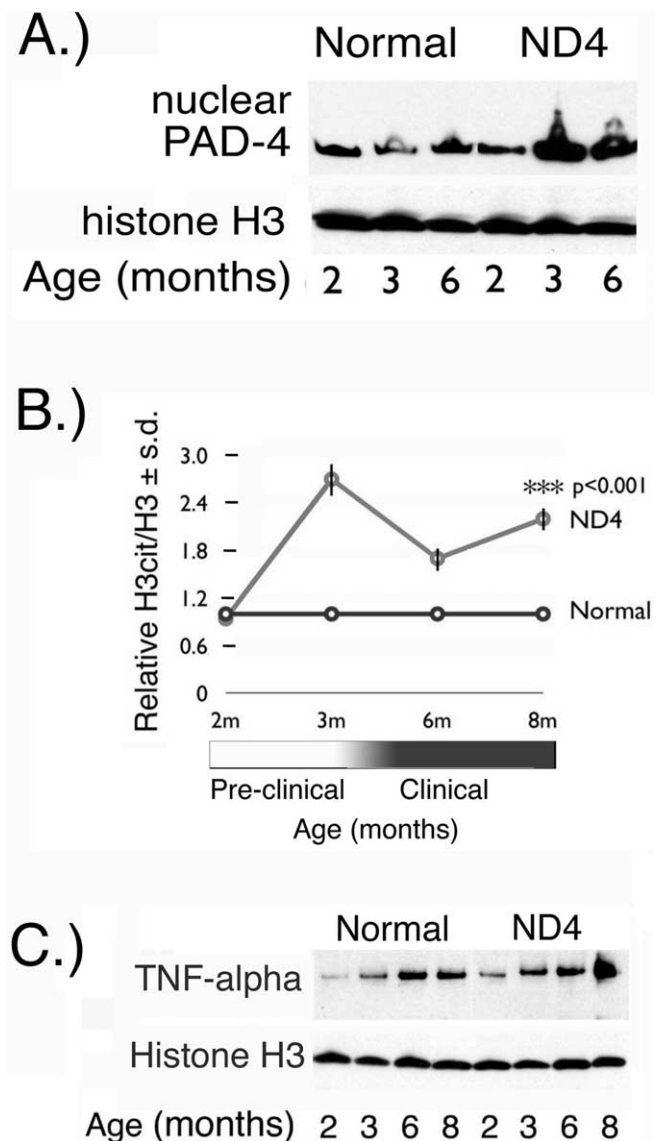 A.)
Normal ND4
nuclear
PAD-4
histone H3
Age (months) 2 3 6 2 3 6
B.)
Relative H3cit/H3 ± s.d.
3.0
2.4
1.8
1.2
0.6
0
*** p<0.001
ND4
Normal
2m 3m 6m 8m
Pre-clinical Clinical
Age (months)
C.)
Normal ND4
TNF-alpha
Histone H3
Age (months) 2 3 6 8 2 3 6 8